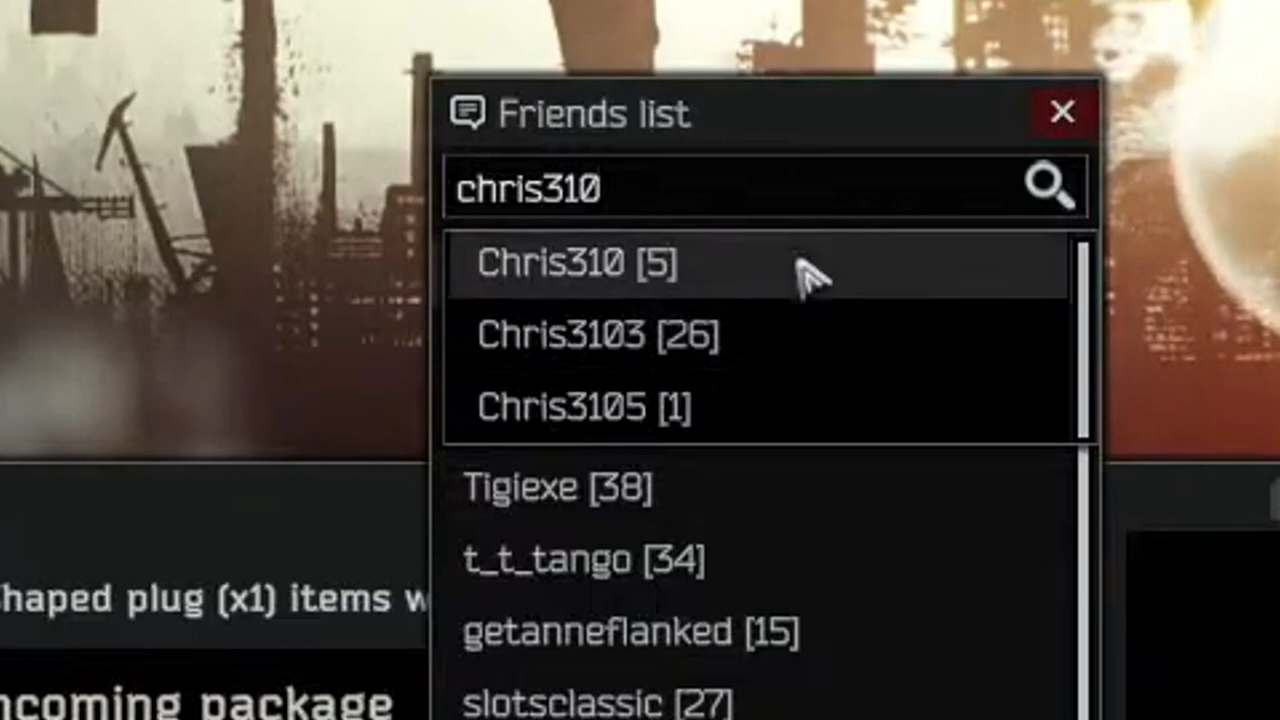 Friends list
chris310
Chris310 [5]
Chris3103 [26]
Chris3105 [1]
Tigiexe [38]
t_t_tango [34]
getanneflanked [15]
slotsclassic [27]
haped plug (x1) items w
ncoming package